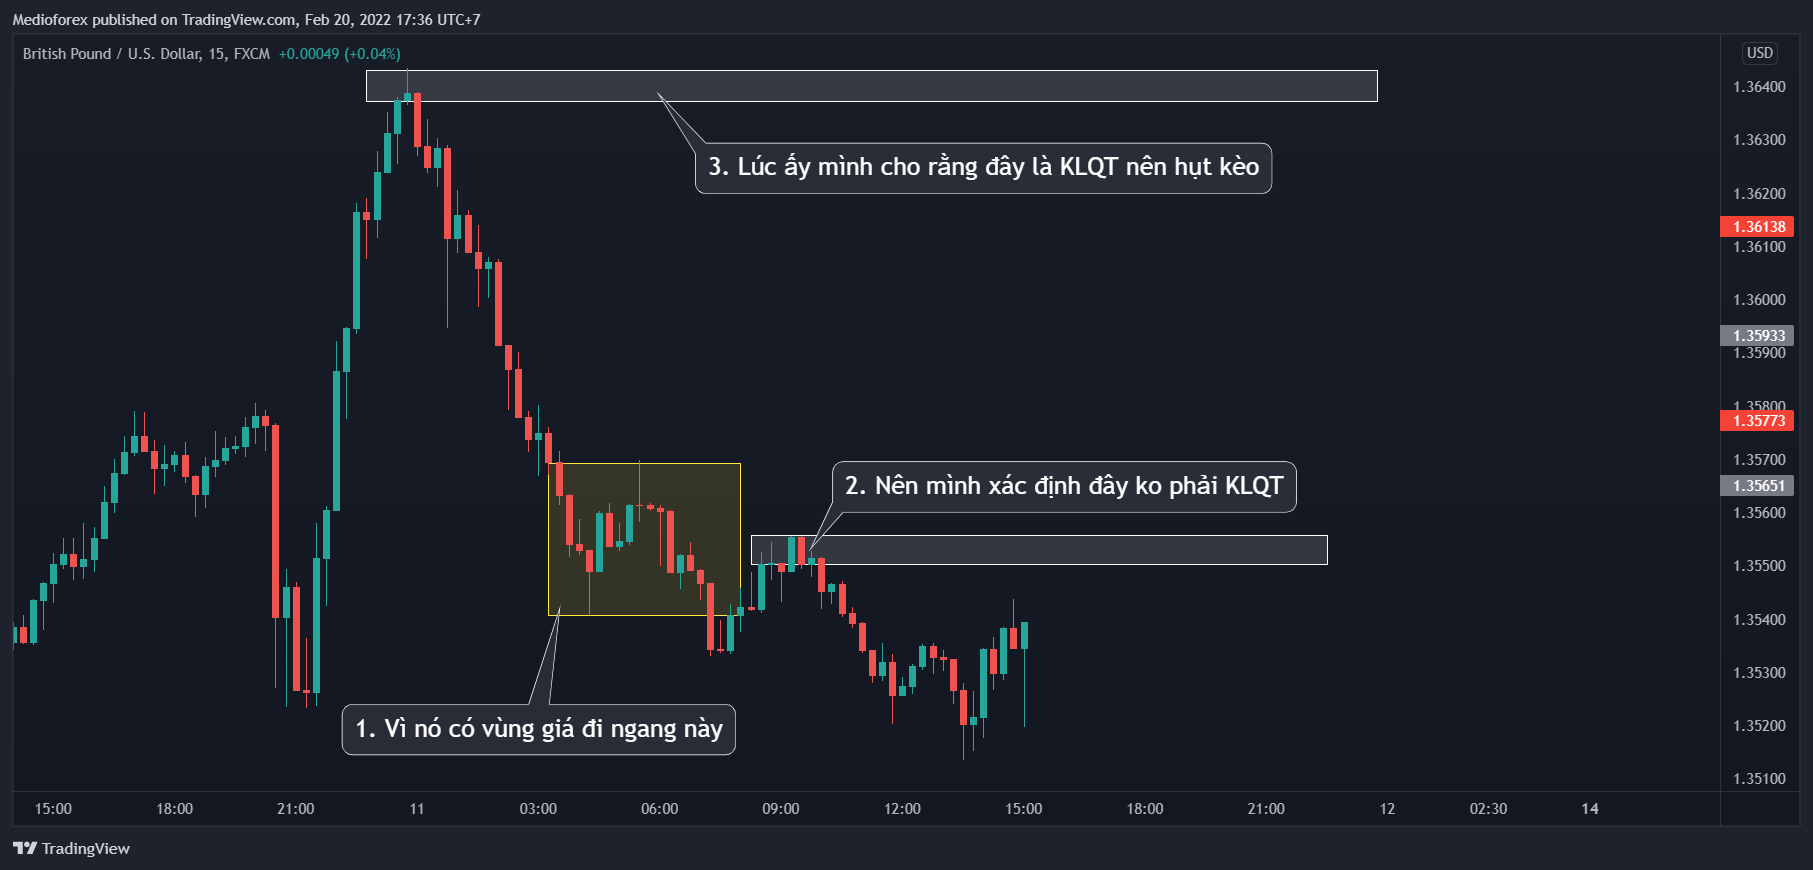 Medioforex published on TradingView.com, Feb 20, 2022 17:36 UTC+7
British Pound / U.S. Dollar, 15, FXCM +0.00049 (+0.04%)
USD
1.36400
1.36300
3. Lúc ấy mình cho rằng đây là KLQT nên hụt kèo
1.36200
1.36138
1.36100
1.36000
1.35933
1.35900
1.35800
1.35773
1.35700
2. Nên mình xác định đây ko phải KLQT
1.35651
1.35600
1.35500
1.35400
1.35300
1. Vì nó có vùng giá đi ngang này
1.35200
1.35100
15:00 18:00 21:00 11 03:00 06:00 09:00 12:00 15:00 18:00 21:00 12 02:30 14
TradingView